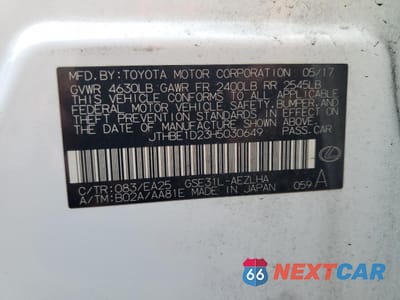 MFD. BY: TOYOTA MOTOR CORPORATION 05/17
GVWR 4630LB GAWR FR 2400LB RR 2545LB
THIS VEHICLE CONFORMS TO ALL APPLICABLE
FEDERAL MOTOR VEHICLE SAFETY, BUMPER, AND
THEFT PREVENTION STANDARDS IN EFFECT ON
THE DATE OF MANUFACTURE SHOWN ABOVE.
JTHBE1D23H5030649 PASS.CAR
C/TR: 083/EA25 GSE31L-AEZLHA
A/TM: B02A/AA81E MADE IN JAPAN 059 A
66 NEXTCAR